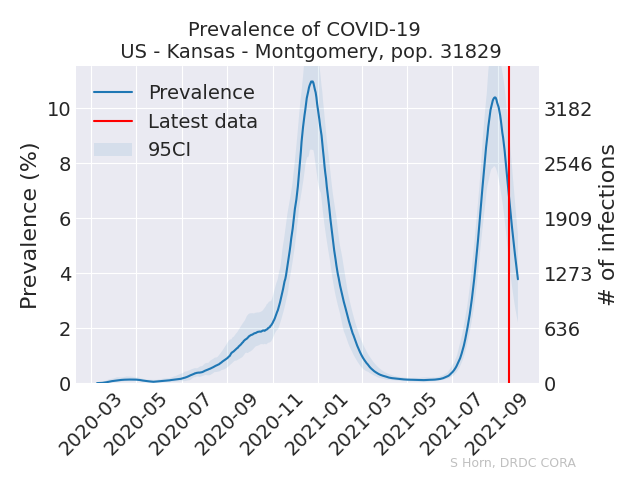 Prevalence of COVID-19
US - Kansas - Montgomery, pop. 31829
Prevalence
Latest data
95CI
Prevalence (%)
10
8
6
4
2
0
3182
2546
1909
1273
636
0
# of infections
2020-03
2020-05
2020-07
2020-09
2020-11
2021-01
2021-03
2021-05
2021-07
2021-09
S Horn, DRDC CORA